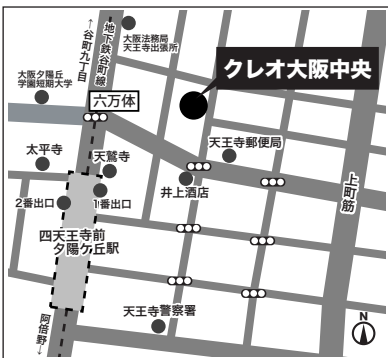 ←谷町九丁目
地下鉄谷町線
大阪法務局
天王寺出張所
クレオ大阪中央
大阪夕陽丘
学園短期大学
六万体
天王寺郵便局
太平寺
天鷲寺
井上酒店
上町筋
2番出口
1番出口
四天王寺前
夕陽ケ丘駅
天王寺警察署
阿倍野→
N